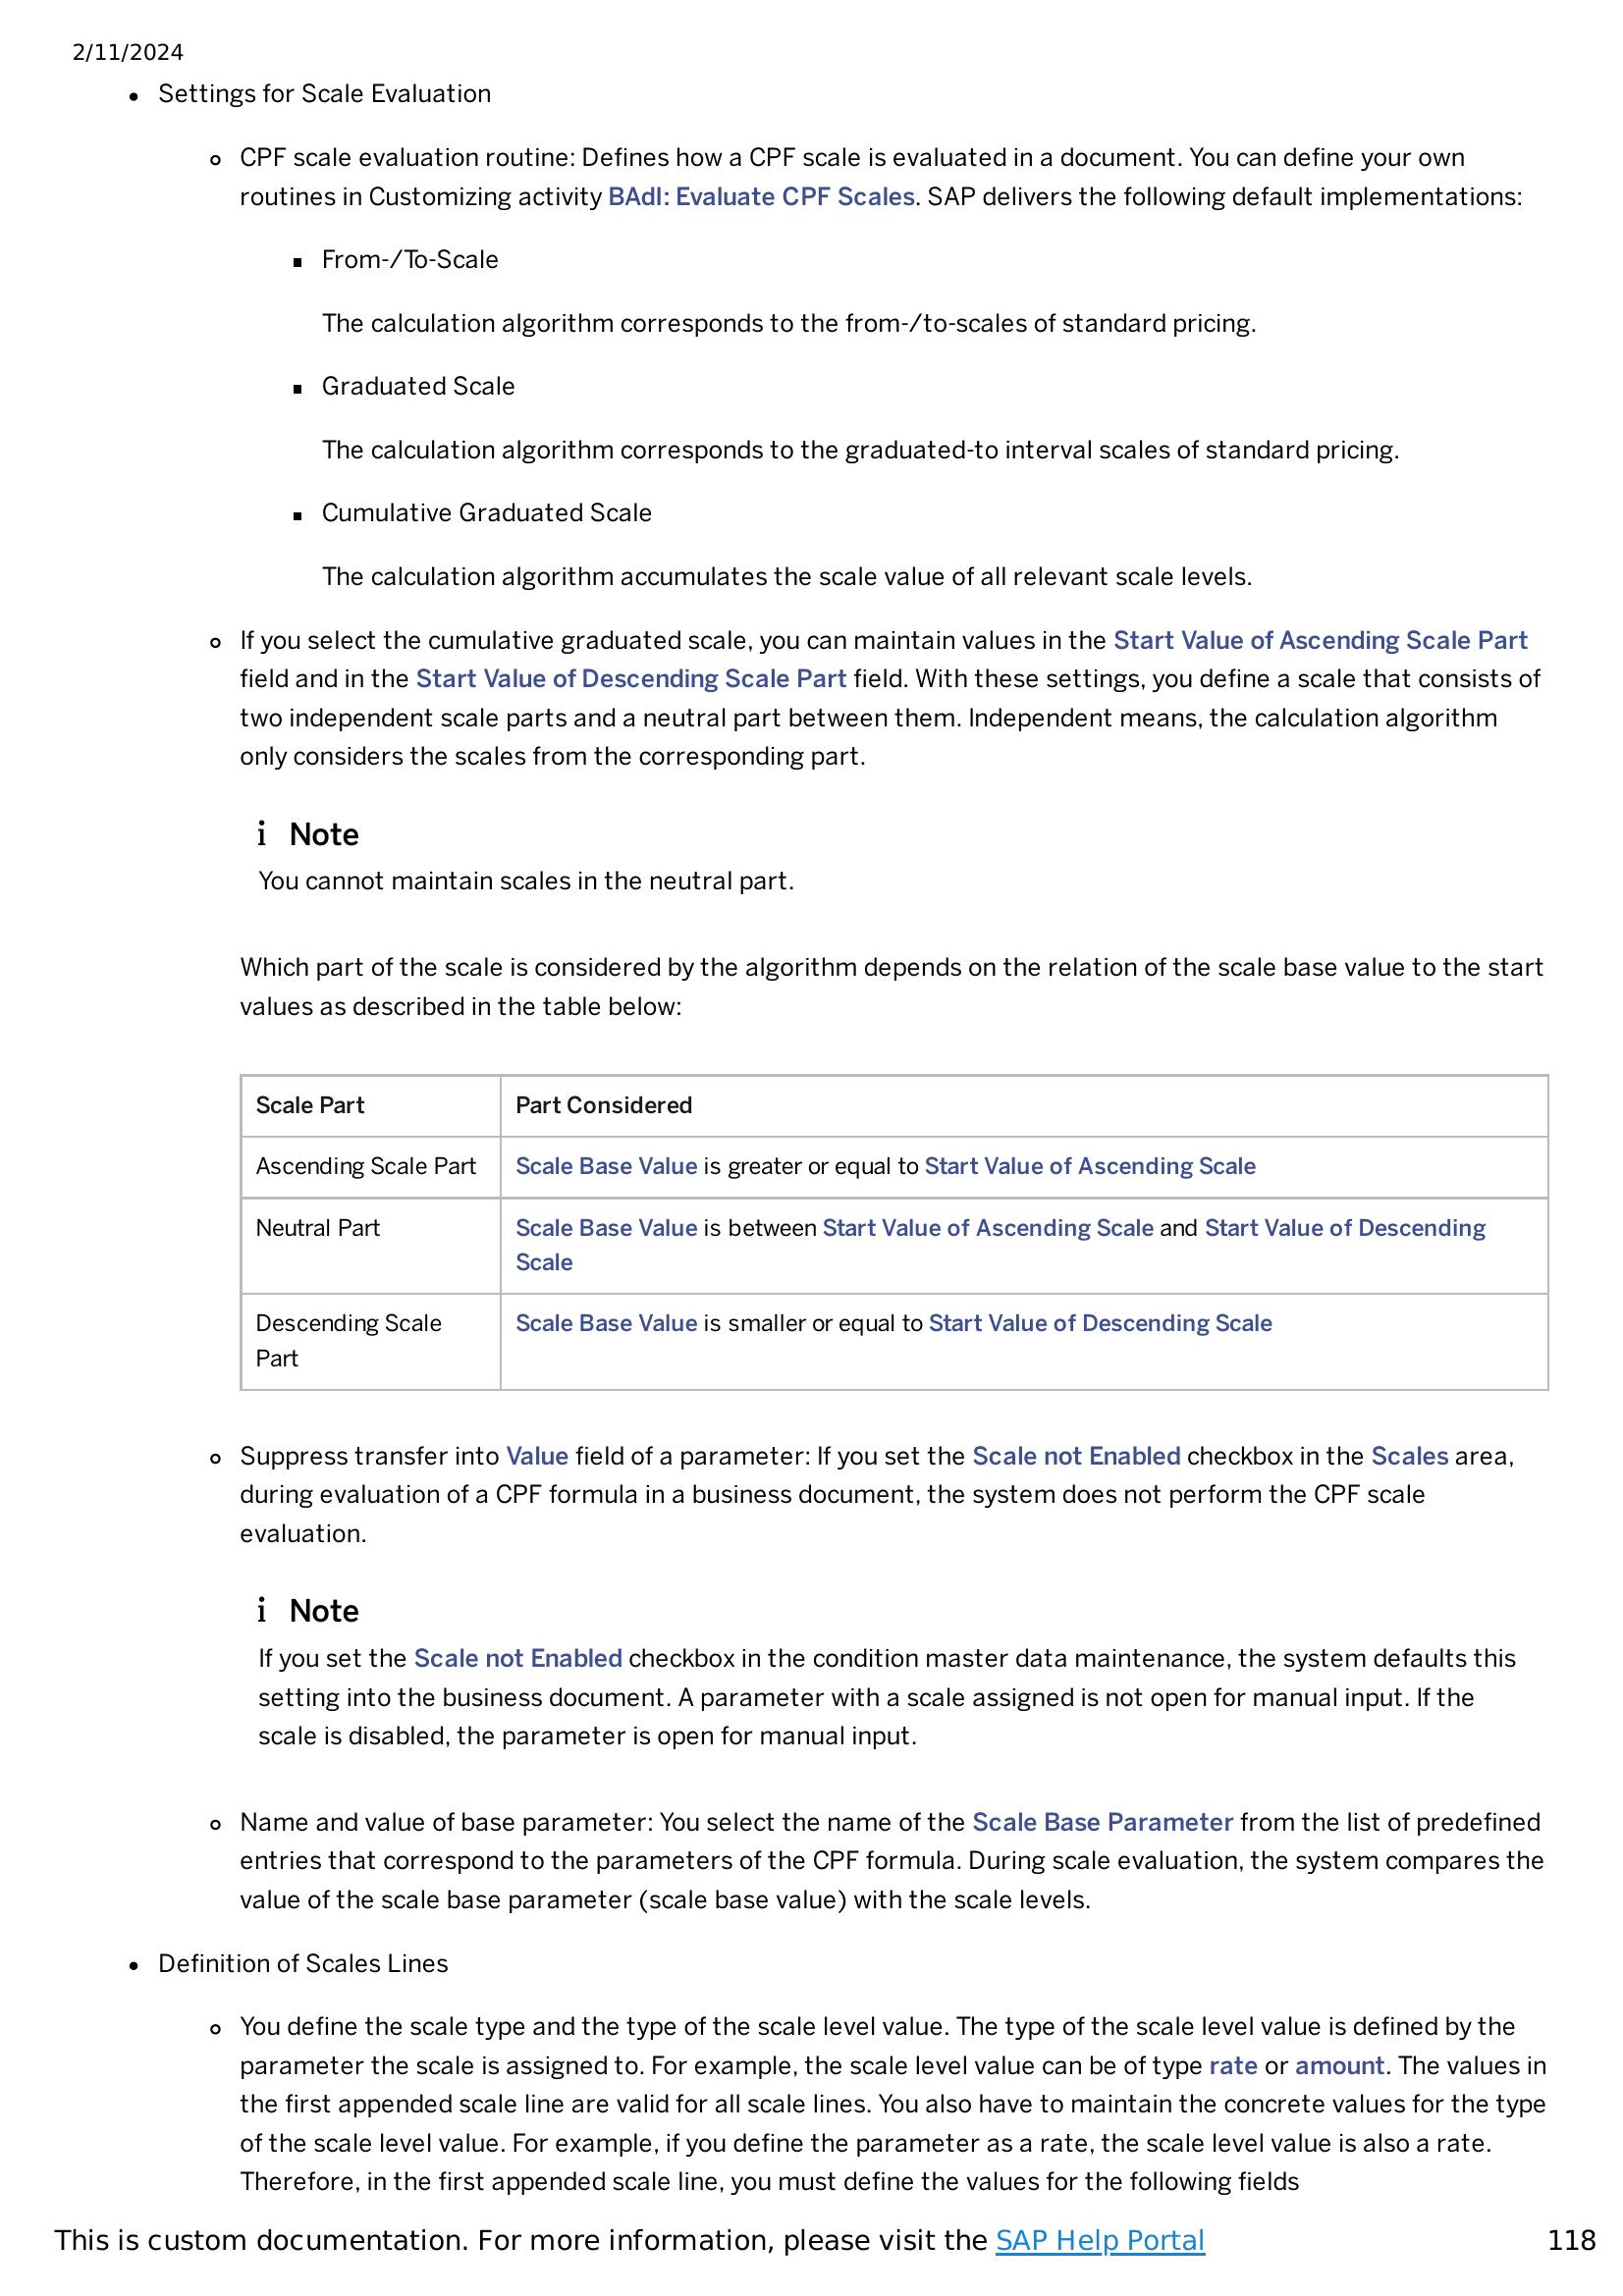 2/11/2024
• Settings for Scale Evaluation
○ CPF scale evaluation routine: Defines how a CPF scale is evaluated in a document. You can define your own
routines in Customizing activity BAdI: Evaluate CPF Scales. SAP delivers the following default implementations:
▪ From-/To-Scale
The calculation algorithm corresponds to the from-/to-scales of standard pricing.
▪ Graduated Scale
The calculation algorithm corresponds to the graduated-to interval scales of standard pricing.
▪ Cumulative Graduated Scale
The calculation algorithm accumulates the scale value of all relevant scale levels.
○ If you select the cumulative graduated scale, you can maintain values in the Start Value of Ascending Scale Part
field and in the Start Value of Descending Scale Part field. With these settings, you define a scale that consists of
two independent scale parts and a neutral part between them. Independent means, the calculation algorithm
only considers the scales from the corresponding part.
i Note
You cannot maintain scales in the neutral part.
Which part of the scale is considered by the algorithm depends on the relation of the scale base value to the start
values as described in the table below:
Scale Part Part Considered
Ascending Scale Part Scale Base Value is greater or equal to Start Value of Ascending Scale
Neutral Part Scale Base Value is between Start Value of Ascending Scale and Start Value of Descending
Scale
Descending Scale Scale Base Value is smaller or equal to Start Value of Descending Scale
Part
○ Suppress transfer into Value field of a parameter: If you set the Scale not Enabled checkbox in the Scales area,
during evaluation of a CPF formula in a business document, the system does not perform the CPF scale
evaluation.
i Note
If you set the Scale not Enabled checkbox in the condition master data maintenance, the system defaults this
setting into the business document. A parameter with a scale assigned is not open for manual input. If the
scale is disabled, the parameter is open for manual input.
○ Name and value of base parameter: You select the name of the Scale Base Parameter from the list of predefined
entries that correspond to the parameters of the CPF formula. During scale evaluation, the system compares the
value of the scale base parameter (scale base value) with the scale levels.
• Definition of Scales Lines
○ You define the scale type and the type of the scale level value. The type of the scale level value is defined by the
parameter the scale is assigned to. For example, the scale level value can be of type rate or amount. The values in
the first appended scale line are valid for all scale lines. You also have to maintain the concrete values for the type
of the scale level value. For example, if you define the parameter as a rate, the scale level value is also a rate.
Therefore, in the first appended scale line, you must define the values for the following fields
This is custom documentation. For more information, please visit the SAP Help Portal 118